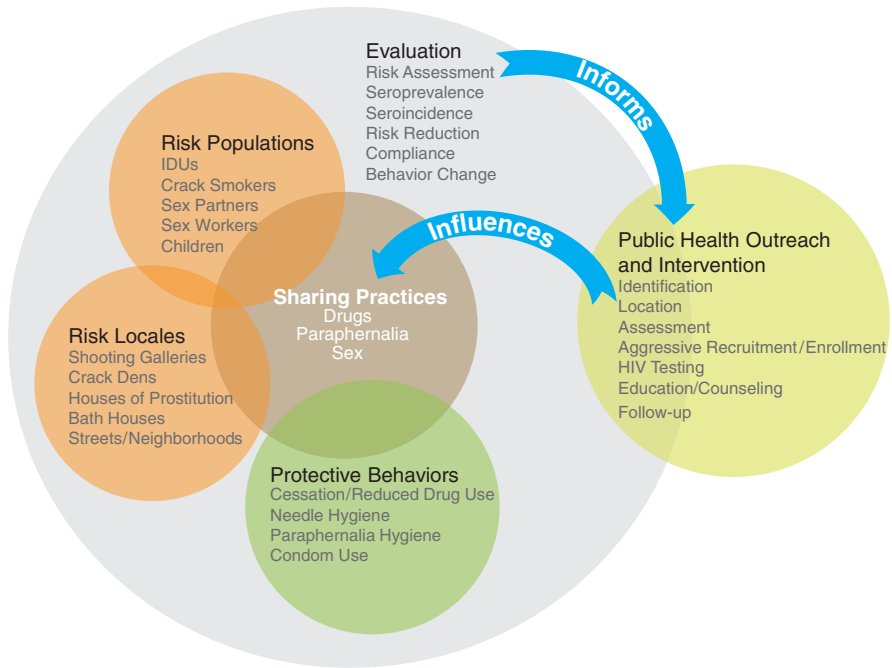 Evaluation
Risk Assessment
Seroprevalence
Seroincidence
Risk Reduction
Compliance
Behavior Change
Informs
Risk Populations
IDUs
Crack Smokers
Sex Partners
Sex Workers
Children
Influences
Public Health Outreach
and Intervention
Identification
Location
Assessment
Aggressive Recruitment/Enrollment
HIV Testing
Education/Counseling
Follow-up
Sharing Practices
Drugs
Paraphernalia
Sex
Risk Locales
Shooting Galleries
Crack Dens
Houses of Prostitution
Bath Houses
Streets/Neighborhoods
Protective Behaviors
Cessation/Reduced Drug Use
Needle Hygiene
Paraphernalia Hygiene
Condom Use